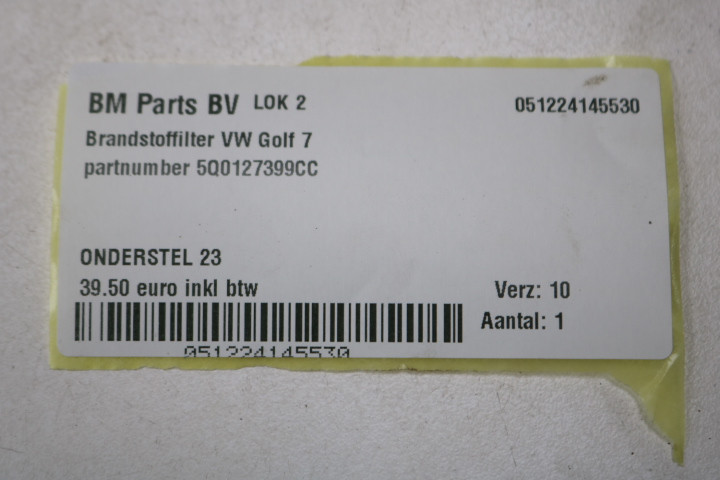 BM Parts BV LOK 2 051224145530
Brandstoffilter VW Golf 7
partnumber 5Q0127399CC
ONDERSTEL 23
39.50 euro inkl btw Verz: 10
Aantal: 1
051224145530